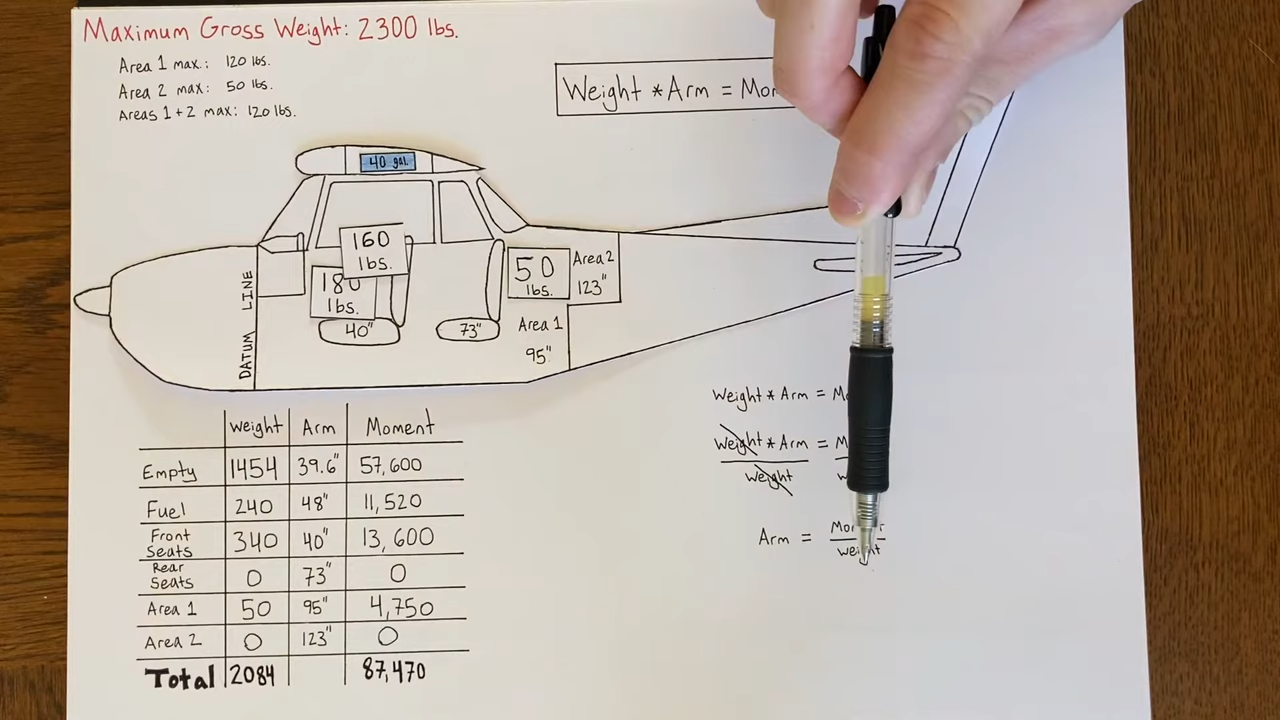 Maximum Gross Weight: 2300 lbs.
Area 1 max.: 120 lbs.
Area 2 max: 50 lbs.
Areas 1+2 max: 120 lbs.
Weight * Arm =
40 gal.
160
lbs.
180
lbs.
50
lbs.
Area 2
123"
DATUM LINE
40"
73"
Area 1
95"
Weight Arm Moment
Empty 1454 39.6" 57,600
Fuel 240 48" 11,520
Front Seats 340 40" 13,600
Rear Seats 0 73" 0
Area 1 50 95" 4,750
Area 2 0 123" 0
Total 2084 87,470
Weight * Arm =
Weight * Arm =
Weight
Arm =